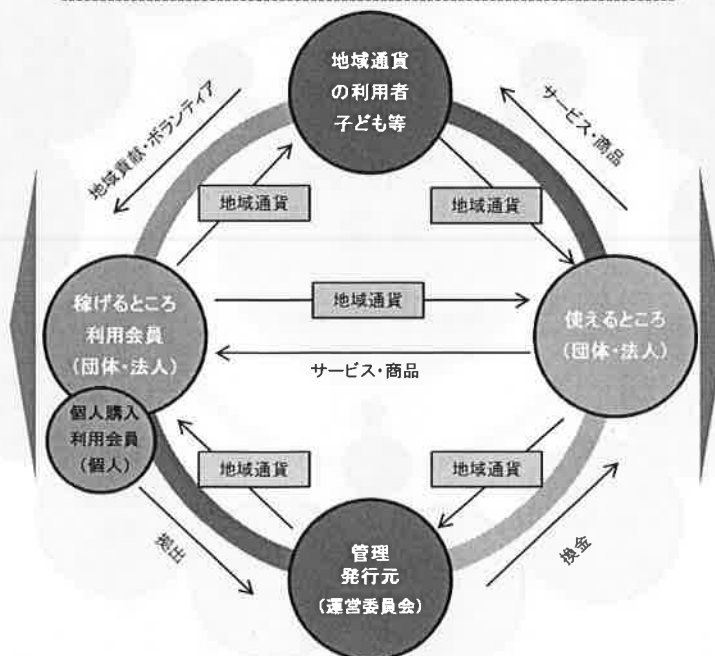 地域通貨
の利用者
子ども等
地域貢献・ボランティア
サービス・商品
地域通貨
地域通貨
稼げるところ
利用会員
（団体・法人）
地域通貨
使えるところ
（団体・法人）
サービス・商品
個人購入
利用会員
（個人）
地域通貨
地域通貨
拠出
換金
管理
発行元
（運営委員会）